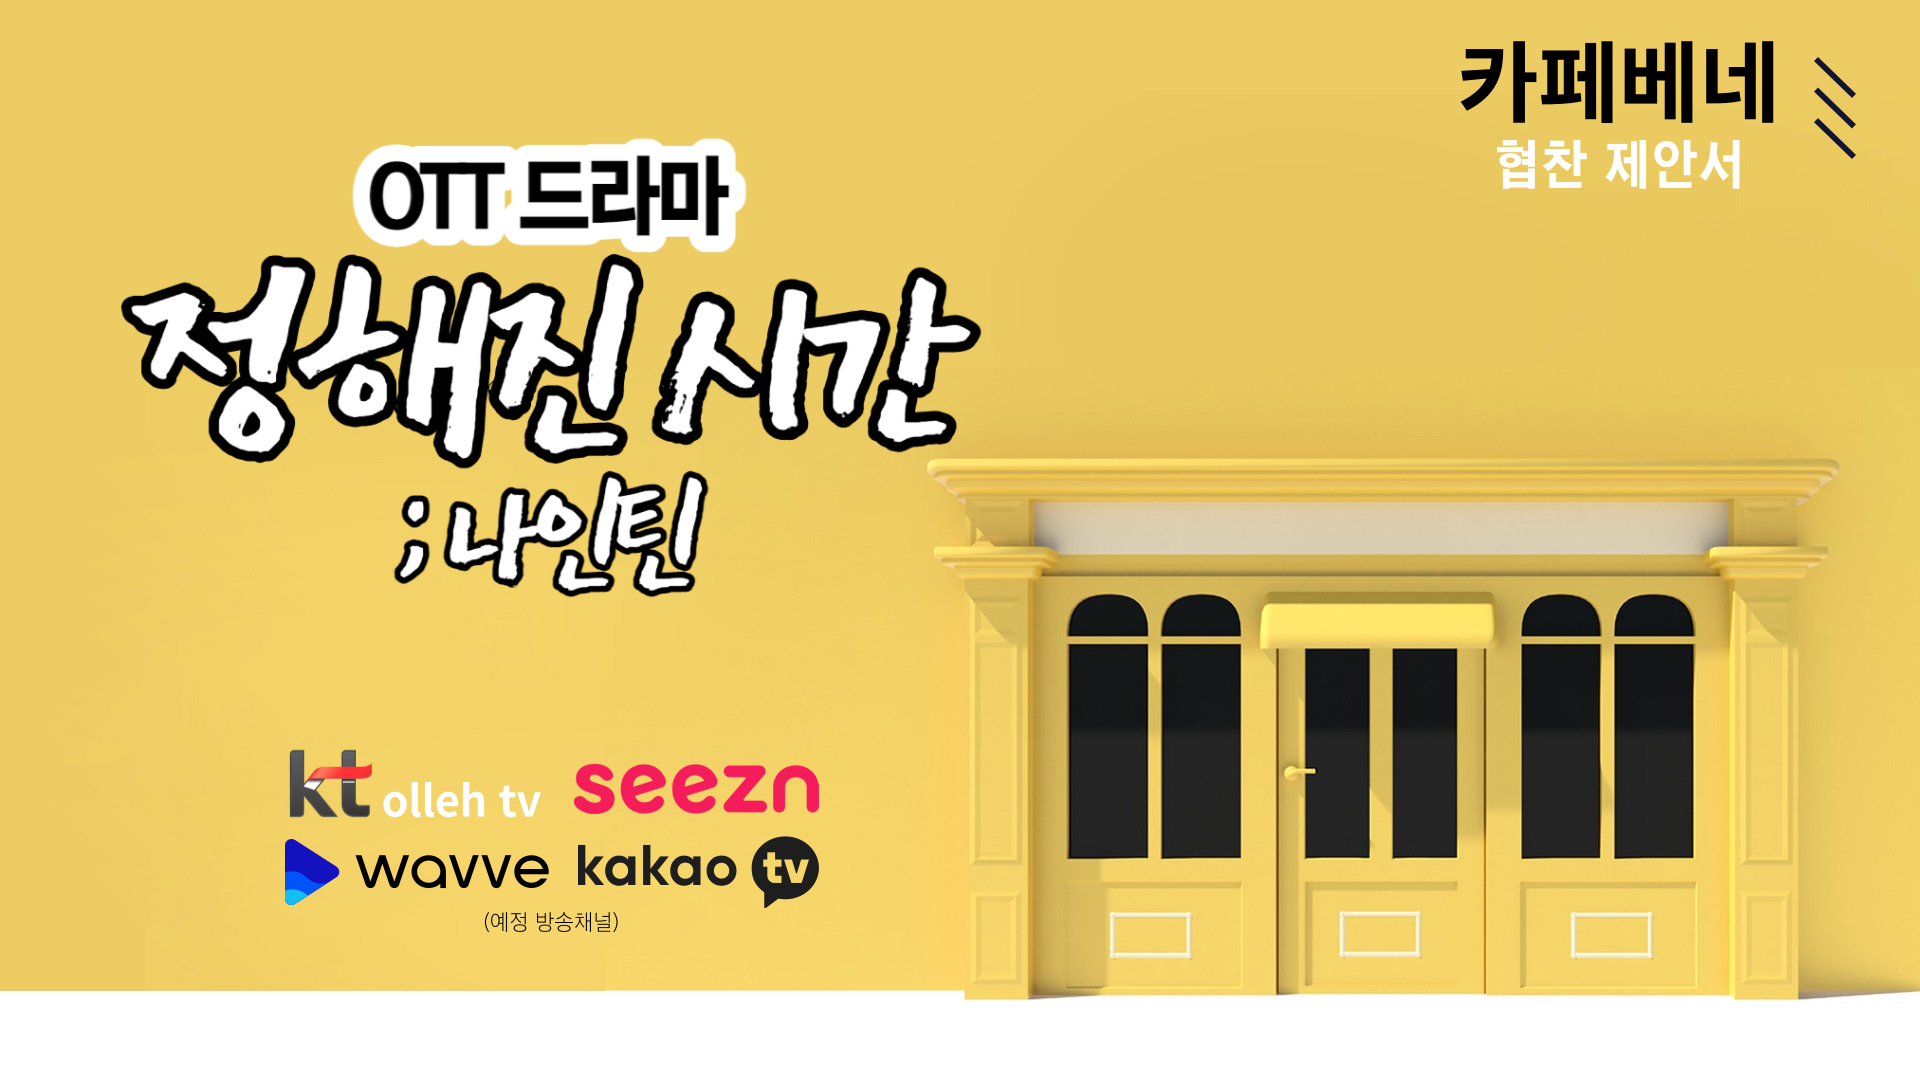 카페베네
협찬 제안서
OTT 드라마
정해진 시간
; 나인틴
kt olleh tv seezn
wavve kakao tv
(예정 방송채널)